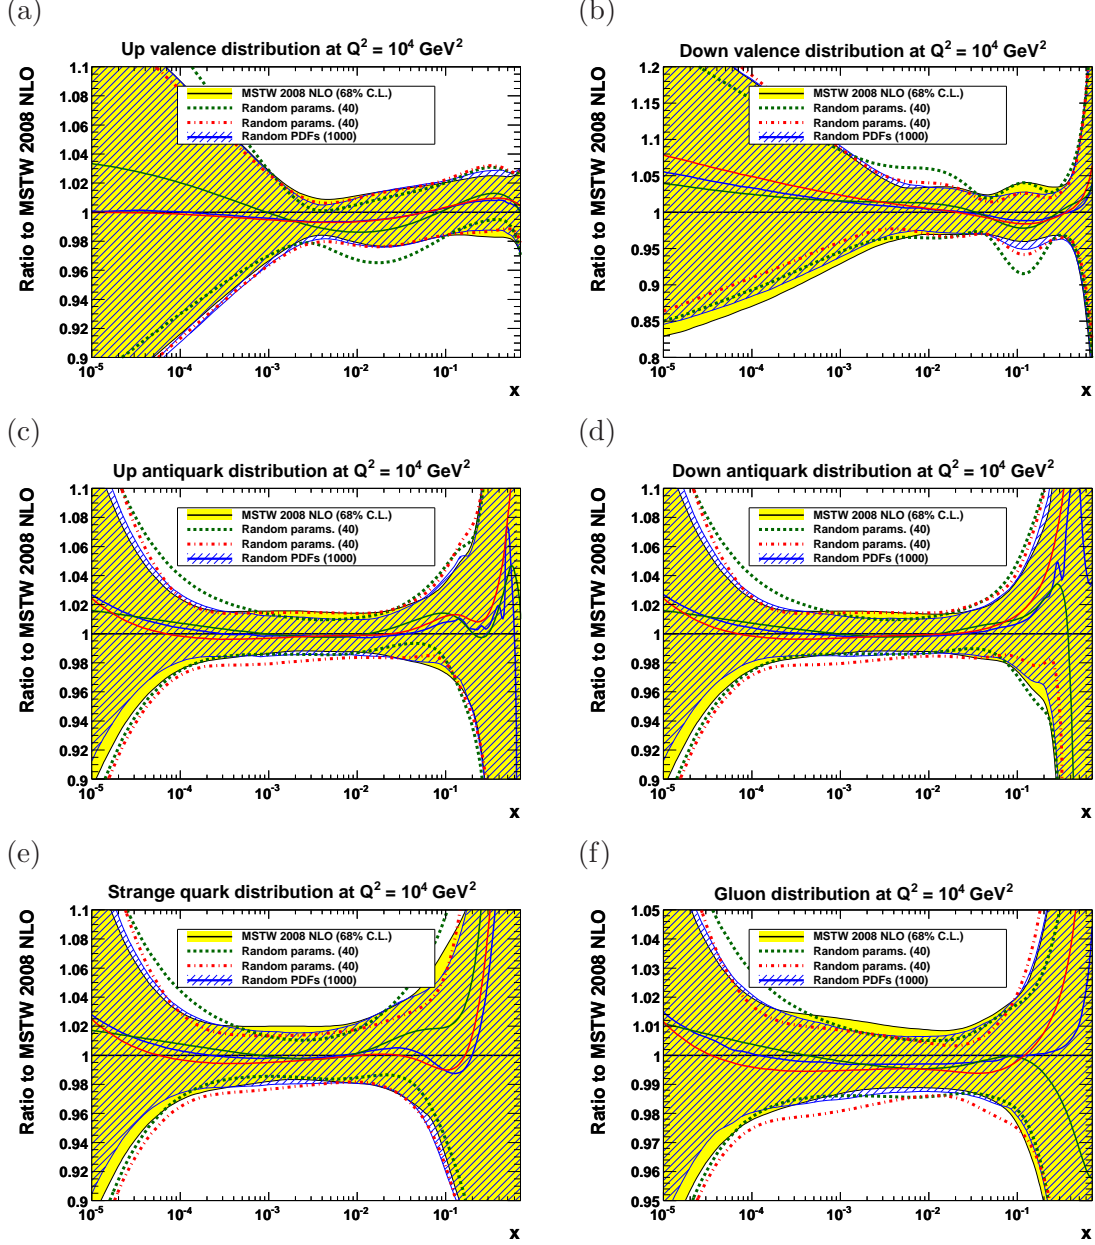 (a)
Up valence distribution at Q² = 10⁴ GeV²
Ratio to MSTW 2008 NLO
1.1
1.08
1.06
1.04
1.02
1
0.98
0.96
0.94
0.92
0.9
MSTW 2008 NLO (68% C.L.)
Random params. (40)
Random params. (40)
Random PDFs (1000)
10⁻⁵ 10⁻⁴ 10⁻³ 10⁻² 10⁻¹
x
(b)
Down valence distribution at Q² = 10⁴ GeV²
Ratio to MSTW 2008 NLO
1.2
1.15
1.1
1.05
1
0.95
0.9
0.85
0.8
MSTW 2008 NLO (68% C.L.)
Random params. (40)
Random params. (40)
Random PDFs (1000)
10⁻⁵ 10⁻⁴ 10⁻³ 10⁻² 10⁻¹
x
(c)
Up antiquark distribution at Q² = 10⁴ GeV²
Ratio to MSTW 2008 NLO
1.1
1.08
1.06
1.04
1.02
1
0.98
0.96
0.94
0.92
0.9
MSTW 2008 NLO (68% C.L.)
Random params. (40)
Random params. (40)
Random PDFs (1000)
10⁻⁵ 10⁻⁴ 10⁻³ 10⁻² 10⁻¹
x
(d)
Down antiquark distribution at Q² = 10⁴ GeV²
Ratio to MSTW 2008 NLO
1.1
1.08
1.06
1.04
1.02
1
0.98
0.96
0.94
0.92
0.9
MSTW 2008 NLO (68% C.L.)
Random params. (40)
Random params. (40)
Random PDFs (1000)
10⁻⁵ 10⁻⁴ 10⁻³ 10⁻² 10⁻¹
x
(e)
Strange quark distribution at Q² = 10⁴ GeV²
Ratio to MSTW 2008 NLO
1.1
1.08
1.06
1.04
1.02
1
0.98
0.96
0.94
0.92
0.9
MSTW 2008 NLO (68% C.L.)
Random params. (40)
Random params. (40)
Random PDFs (1000)
10⁻⁵ 10⁻⁴ 10⁻³ 10⁻² 10⁻¹
x
(f)
Gluon distribution at Q² = 10⁴ GeV²
Ratio to MSTW 2008 NLO
1.05
1.04
1.03
1.02
1.01
1
0.99
0.98
0.97
0.96
0.95
MSTW 2008 NLO (68% C.L.)
Random params. (40)
Random params. (40)
Random PDFs (1000)
10⁻⁵ 10⁻⁴ 10⁻³ 10⁻² 10⁻¹
x